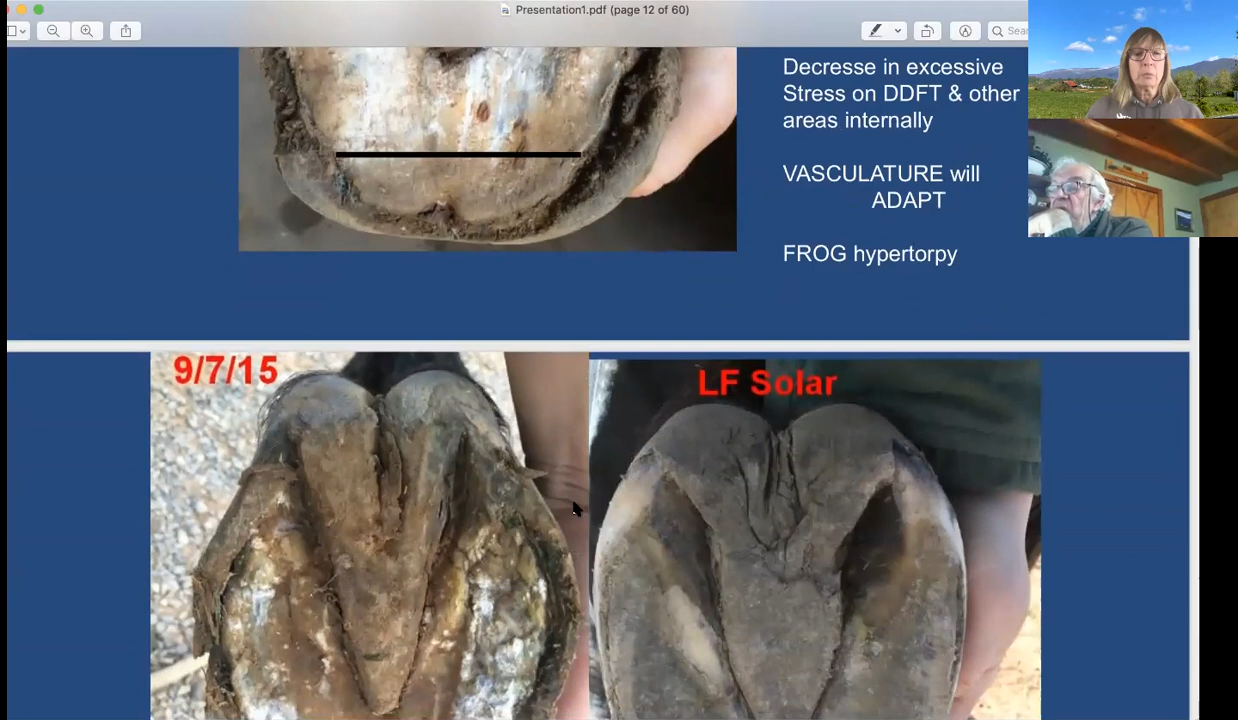 Presentation1.pdf (page 12 of 60)
Sear
Decresse in excessive
Stress on DDFT & other
areas internally
VASCULATURE will
ADAPT
FROG hypertorpy
9/7/15
LF Solar